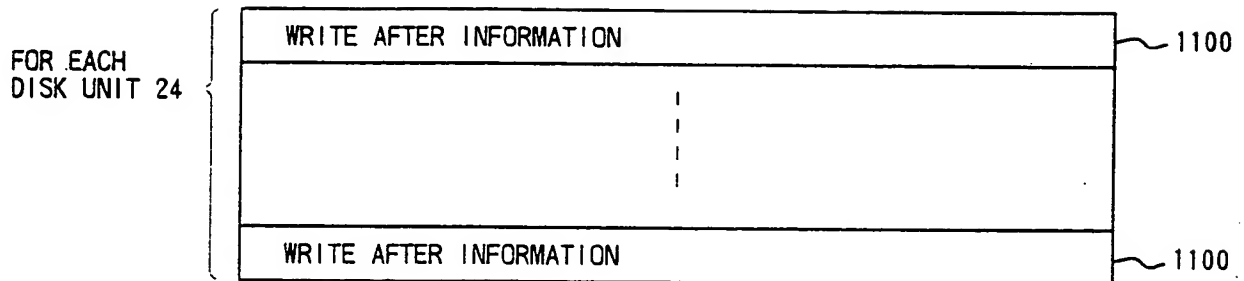 WRITE AFTER INFORMATION
1100
FOR EACH
DISK UNIT 24
WRITE AFTER INFORMATION
1100